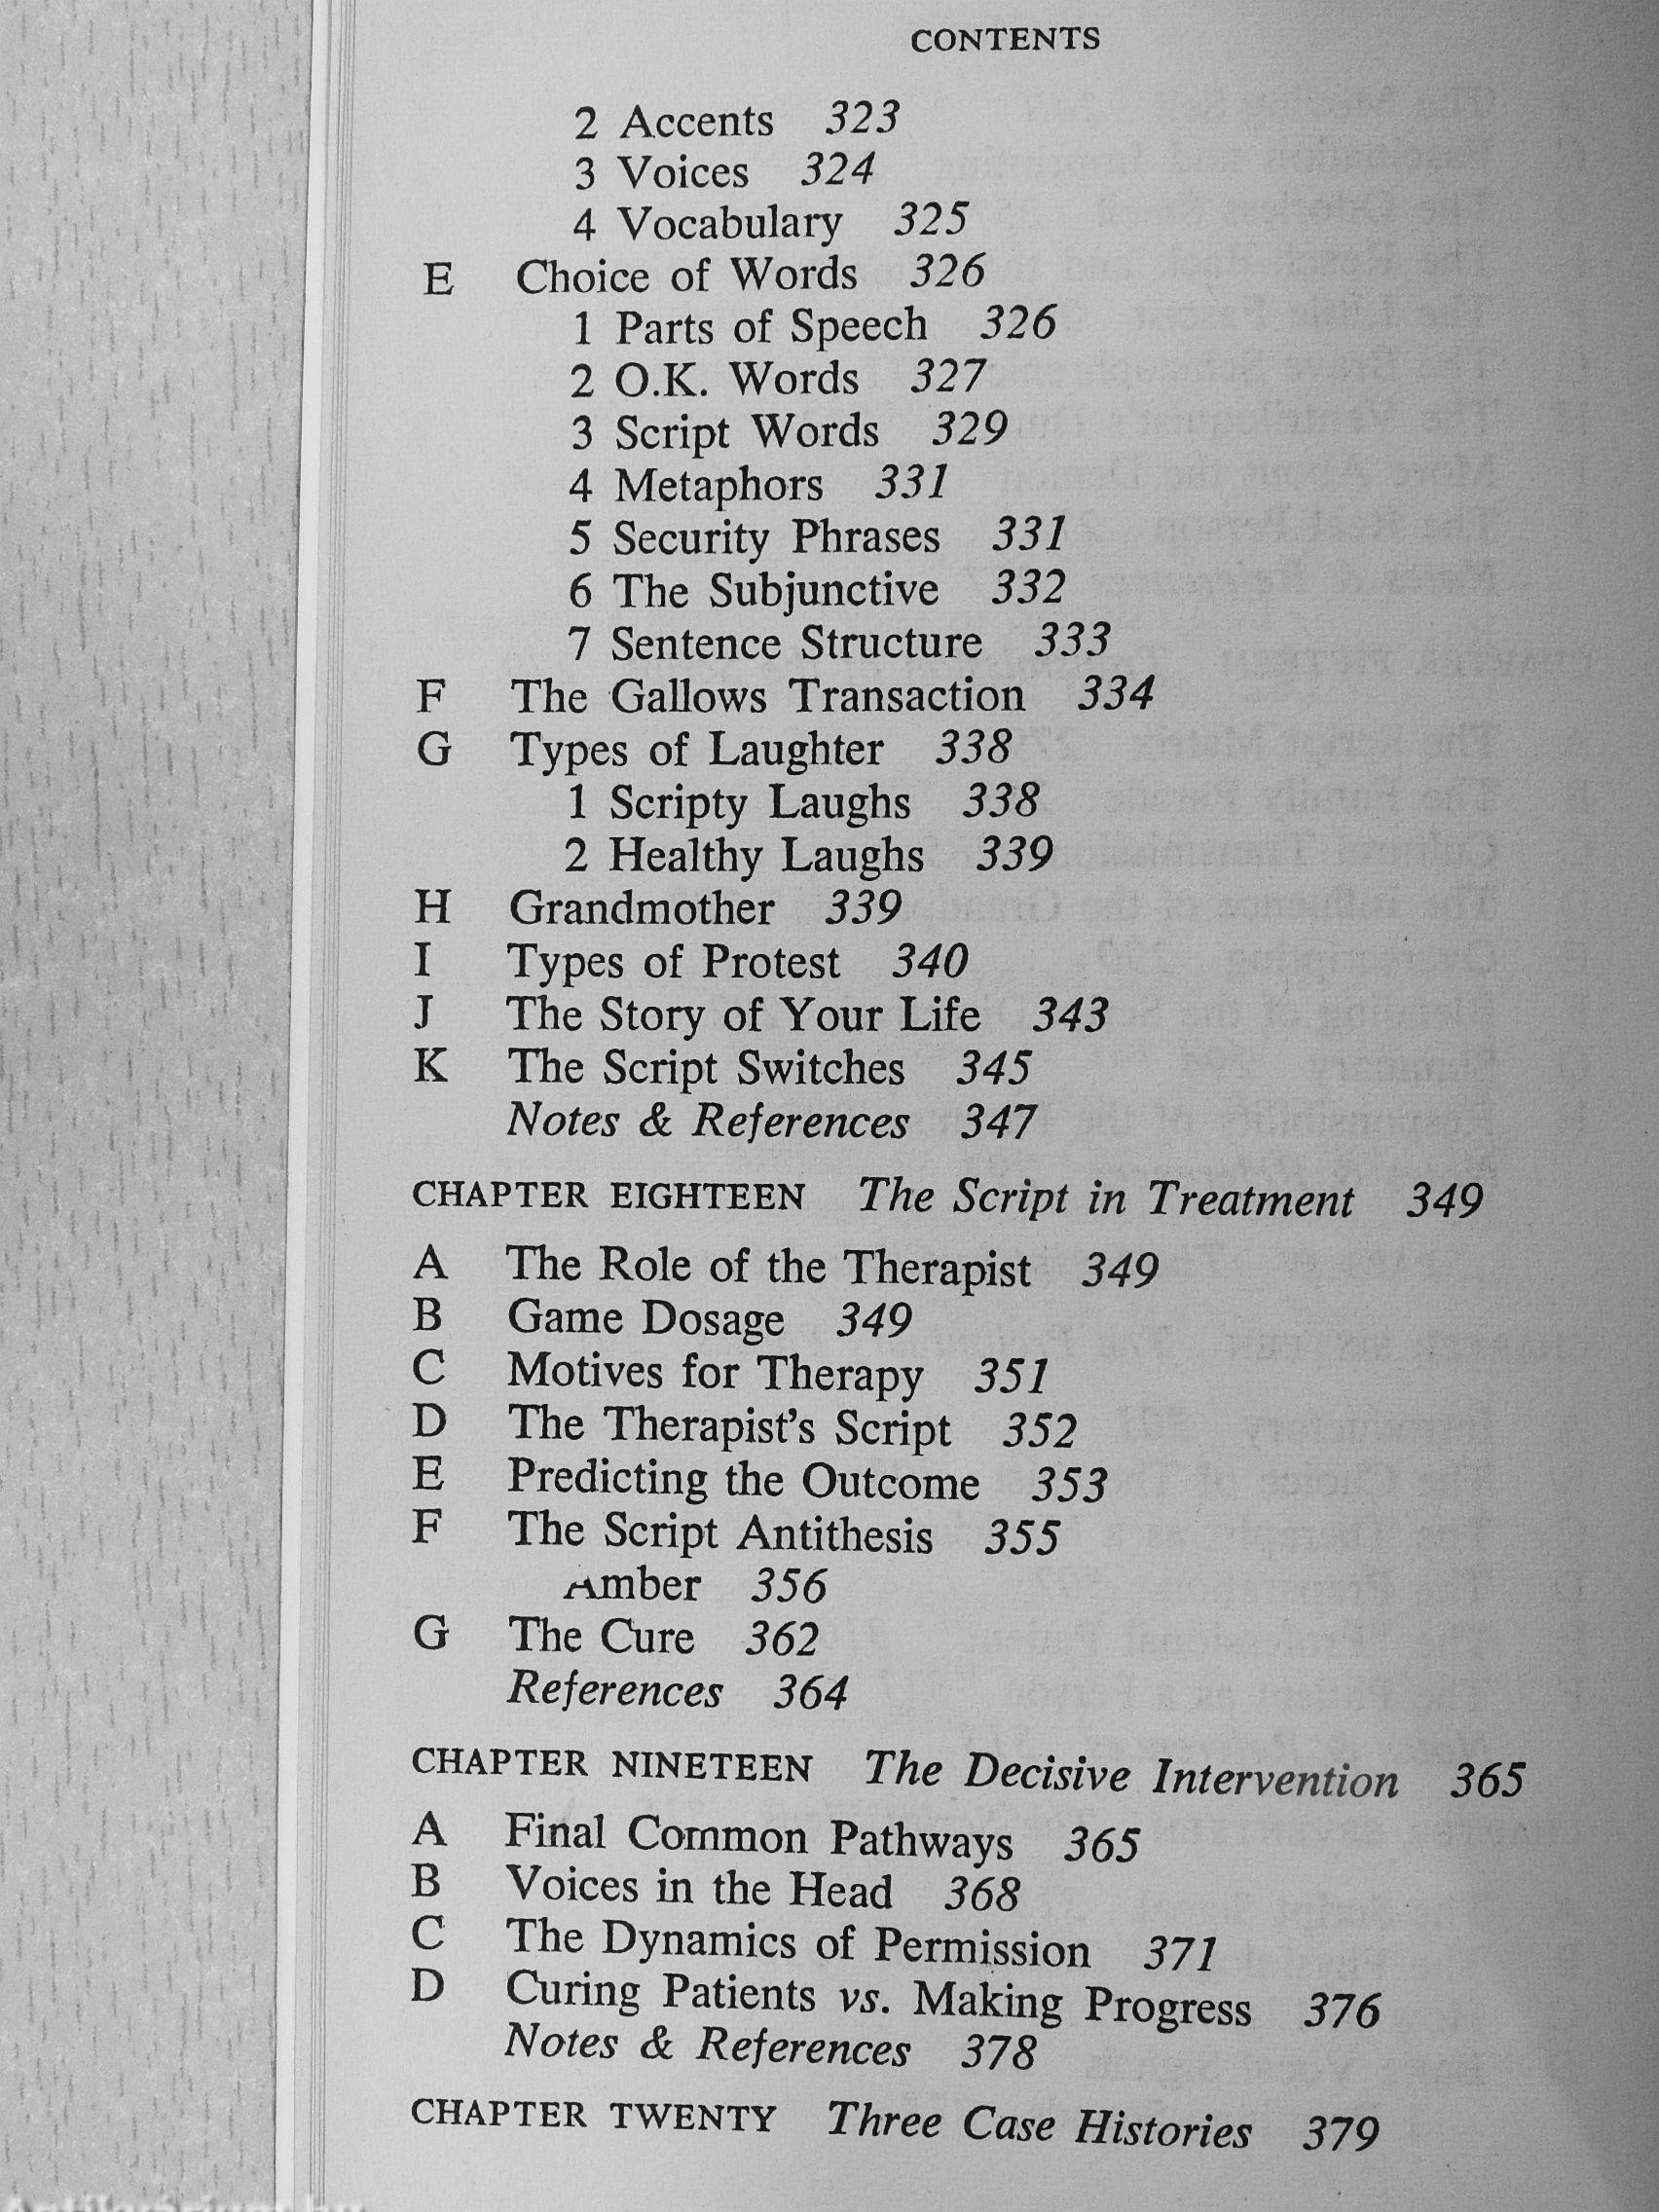 CONTENTS
2 Accents 323
3 Voices 324
4 Vocabulary 325
E Choice of Words 326
1 Parts of Speech 326
2 O.K. Words 327
3 Script Words 329
4 Metaphors 331
5 Security Phrases 331
6 The Subjunctive 332
7 Sentence Structure 333
F The Gallows Transaction 334
G Types of Laughter 338
1 Scripty Laughs 338
2 Healthy Laughs 339
H Grandmother 339
I Types of Protest 340
J The Story of Your Life 343
K The Script Switches 345
Notes & References 347
CHAPTER EIGHTEEN The Script in Treatment 349
A The Role of the Therapist 349
B Game Dosage 349
C Motives for Therapy 351
D The Therapist's Script 352
E Predicting the Outcome 353
F The Script Antithesis 355
Amber 356
G The Cure 362
References 364
CHAPTER NINETEEN The Decisive Intervention 365
A Final Common Pathways 365
B Voices in the Head 368
C The Dynamics of Permission 371
D Curing Patients vs. Making Progress 376
Notes & References 378
CHAPTER TWENTY Three Case Histories 379